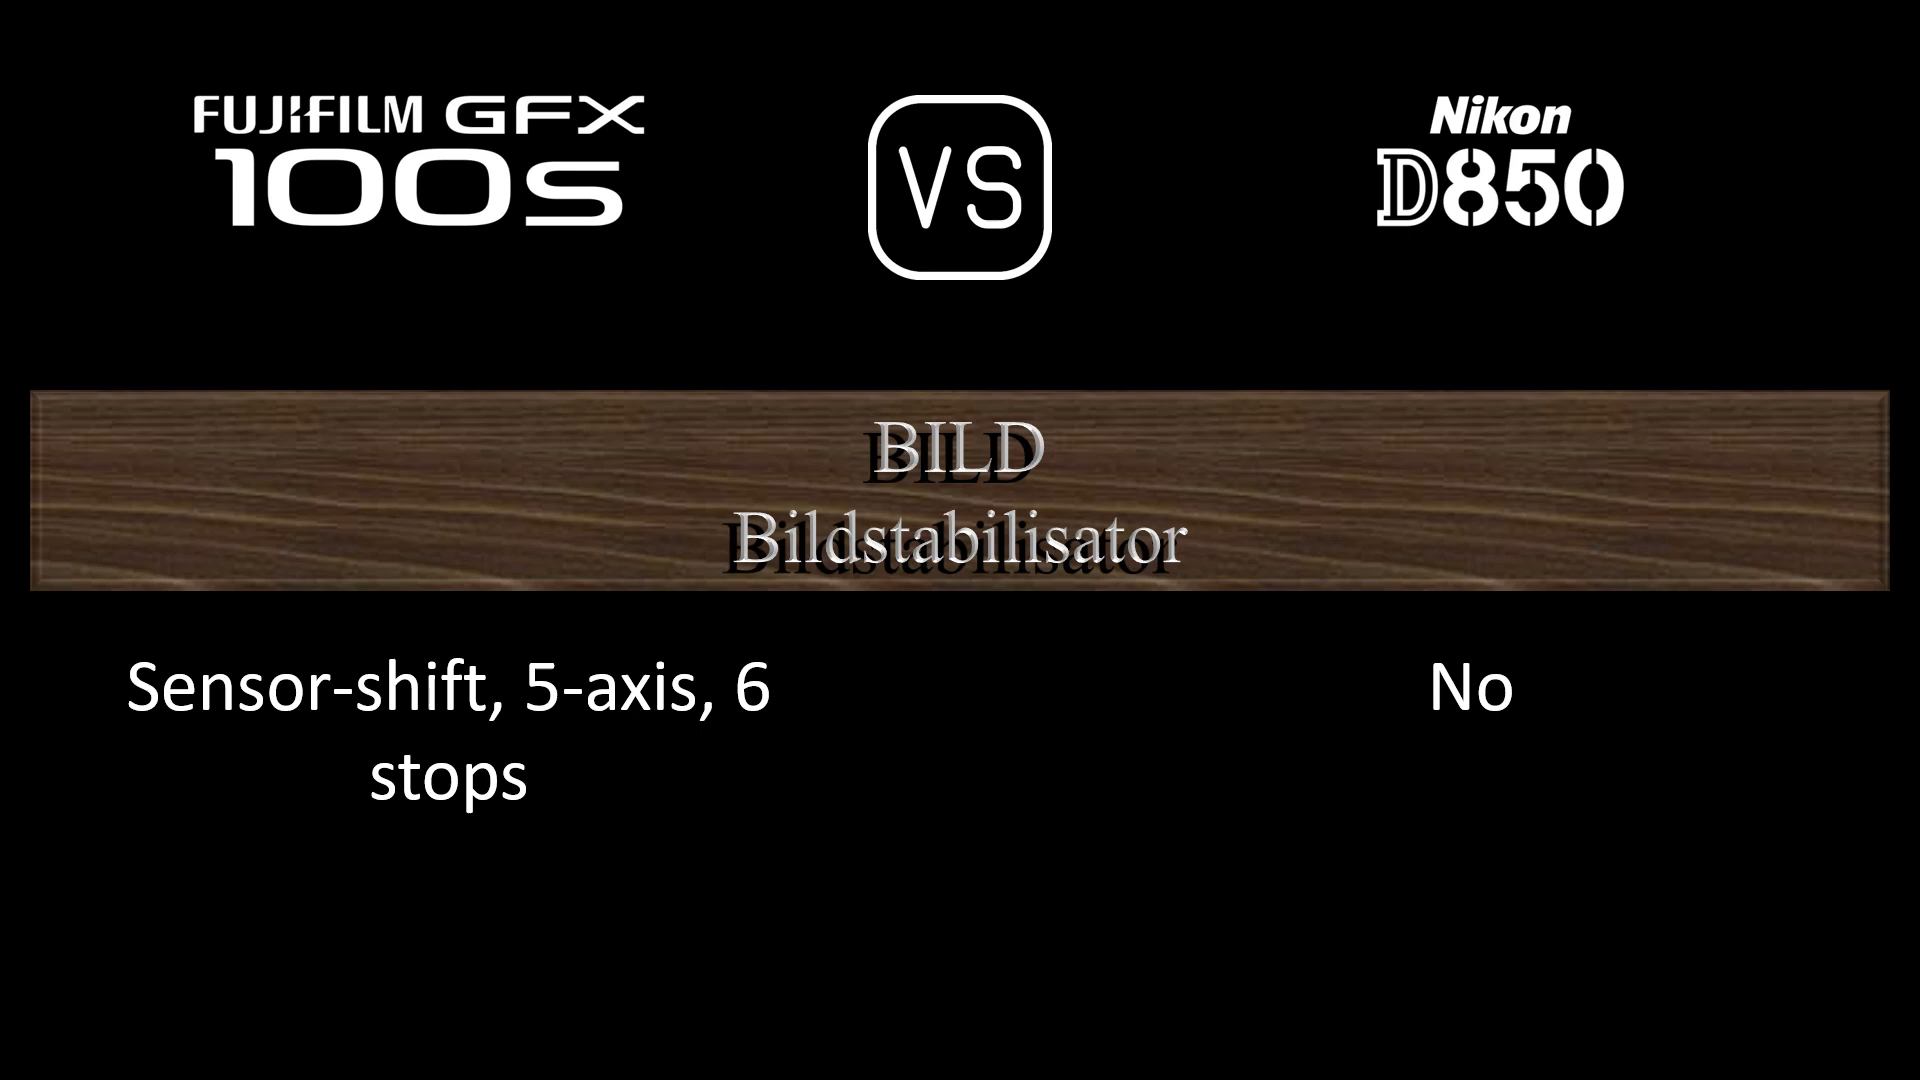 FUJIFILM GFX
100S
VS
Nikon
D850
BILD
Bildstabilisator
Sensor-shift, 5-axis, 6
stops
No